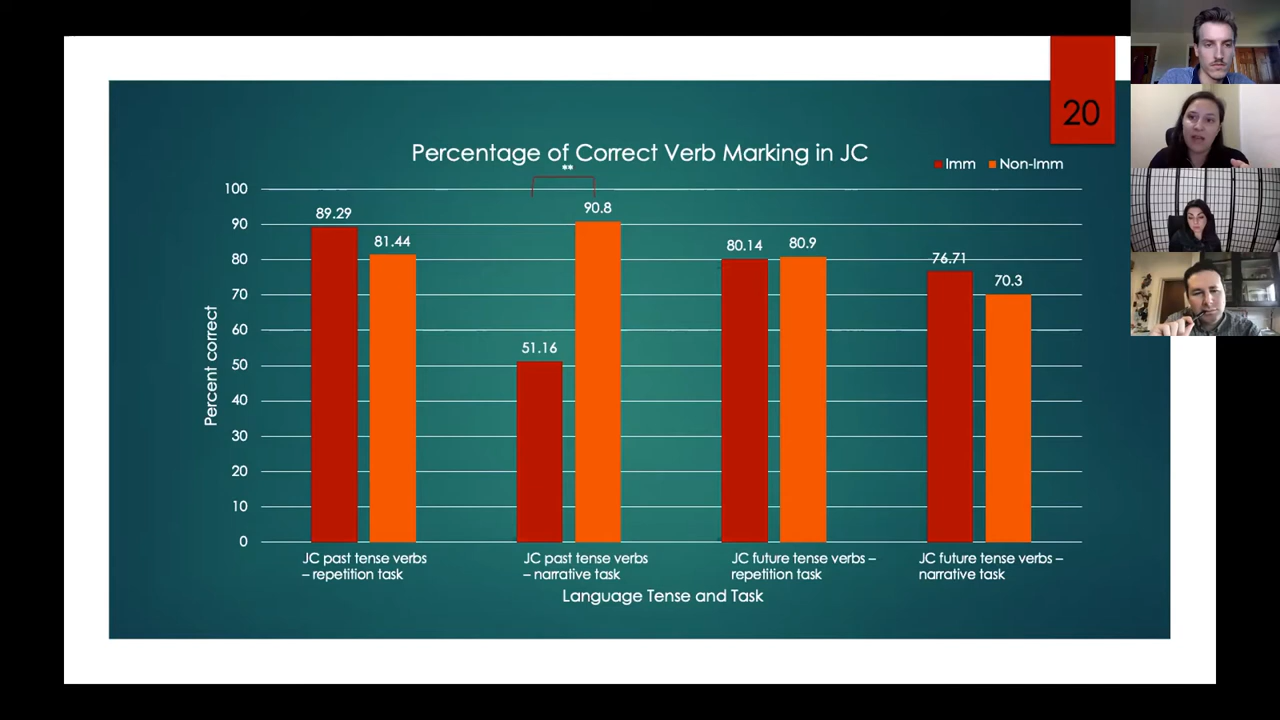 20
Percentage of Correct Verb Marking in JC
**
Imm Non-Imm
100
90
80
70
60
50
40
30
20
10
0
Percent correct
89.29
81.44
51.16
90.8
80.14
80.9
76.71
70.3
JC past tense verbs
– repetition task
JC past tense verbs
– narrative task
JC future tense verbs –
repetition task
JC future tense verbs –
narrative task
Language Tense and Task